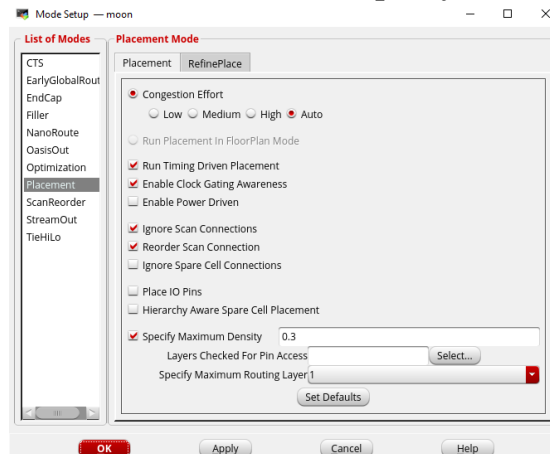 Mode Setup — moon
List of Modes
CTS
EarlyGlobalRout
EndCap
Filler
NanoRoute
OasisOut
Optimization
Placement
ScanReorder
StreamOut
TieHiLo
Placement Mode
Placement RefinePlace
Congestion Effort
Low Medium High Auto
Run Placement In FloorPlan Mode
Run Timing Driven Placement
Enable Clock Gating Awareness
Enable Power Driven
Ignore Scan Connections
Reorder Scan Connection
Ignore Spare Cell Connections
Place IO Pins
Hierarchy Aware Spare Cell Placement
Specify Maximum Density 0.3
Layers Checked For Pin Access Select...
Specify Maximum Routing Layer 1
Set Defaults
OK Apply Cancel Help